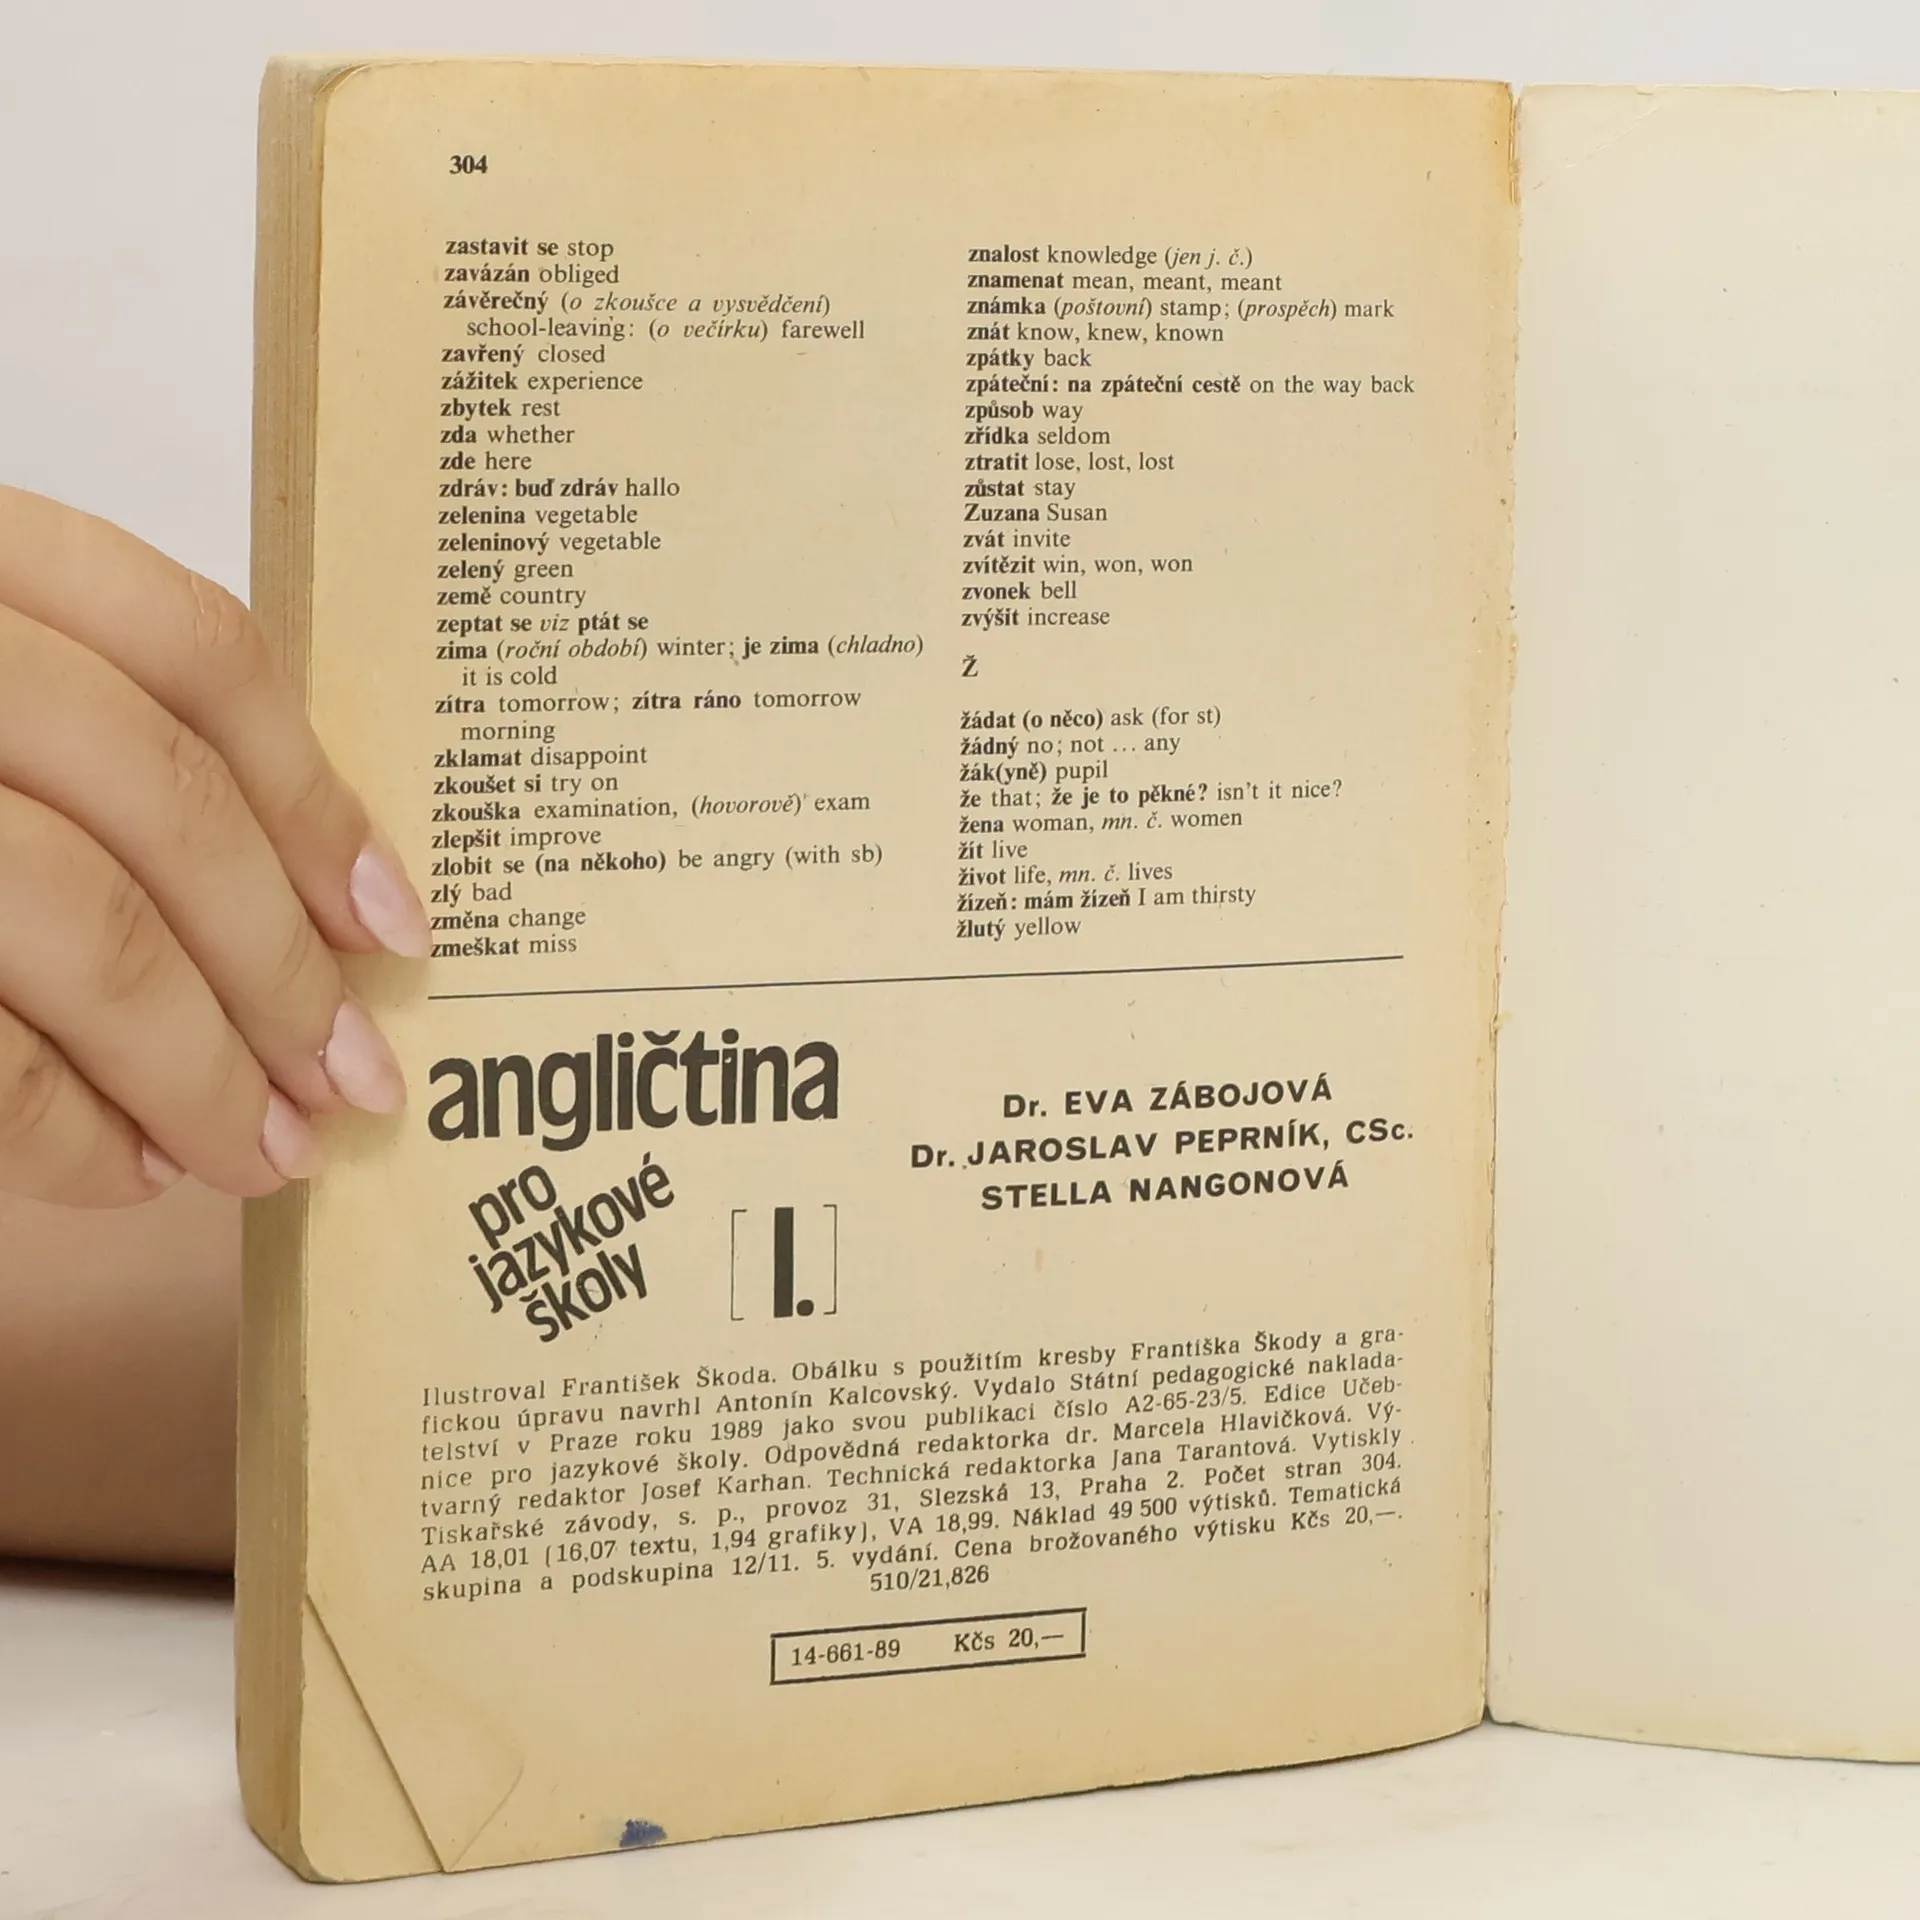 304
zastavit se stop
zavázán obliged
závěrečný (o zkoušce a vysvědčení)
school-leaving: (o večírku) farewell
zavřený closed
zážitek experience
zbytek rest
zda whether
zde here
zdráv: buď zdráv hallo
zelenina vegetable
zeleninový vegetable
zelený green
země country
zeptat se viz ptát se
zima (roční období) winter; je zima (chladno)
it is cold
zítra tomorrow; zítra ráno tomorrow
morning
zklamat disappoint
zkoušet si try on
zkouška examination, (hovorově) exam
zlepšit improve
zlobit se (na někoho) be angry (with sb)
zlý bad
změna change
zmeškat miss
znalost knowledge (jen j. č.)
znamenat mean, meant, meant
známka (poštovní) stamp; (prospěch) mark
znát know, knew, known
zpátky back
zpáteční: na zpáteční cestě on the way back
způsob way
zřídka seldom
ztratit lose, lost, lost
zůstat stay
Zuzana Susan
zvát invite
zvítězit win, won, won
zvonek bell
zvýšit increase
Ž
žádat (o něco) ask (for st)
žádný no; not ... any
žák(yně) pupil
že that; že je to pěkné? isn't it nice?
žena woman, mn. č. women
žít live
život life, mn. č. lives
žízeň: mám žízeň I am thirsty
žlutý yellow
angličtina
pro
jazykové
školy
[I.]
Dr. EVA ZÁBOJOVÁ
Dr. JAROSLAV PEPRNÍK, CSc.
STELLA NANGONOVÁ
Ilustroval František Škoda. Obálku s použitím kresby Františka Škody a gra-
fickou úpravu navrhl Antonín Kalcovský. Vydalo Státní pedagogické naklada-
telství v Praze roku 1989 jako svou publikaci číslo A2-65-23/5. Edice Učeb-
nice pro jazykové školy. Odpovědná redaktorka dr. Marcela Hlavičková. Vý-
tvarný redaktor Josef Karhan. Technická redaktorka Jana Tarantová. Vytiskly
Tiskařské závody, s. p., provoz 31, Slezská 13, Praha 2. Počet stran 304.
AA 18,01 (16,07 textu, 1,94 grafiky), VA 18,99. Náklad 49 500 výtisků. Tematická
skupina a podskupina 12/11. 5. vydání. Cena brožovaného výtisku Kčs 20,—.
510/21,826
14-661-89 Kčs 20,—